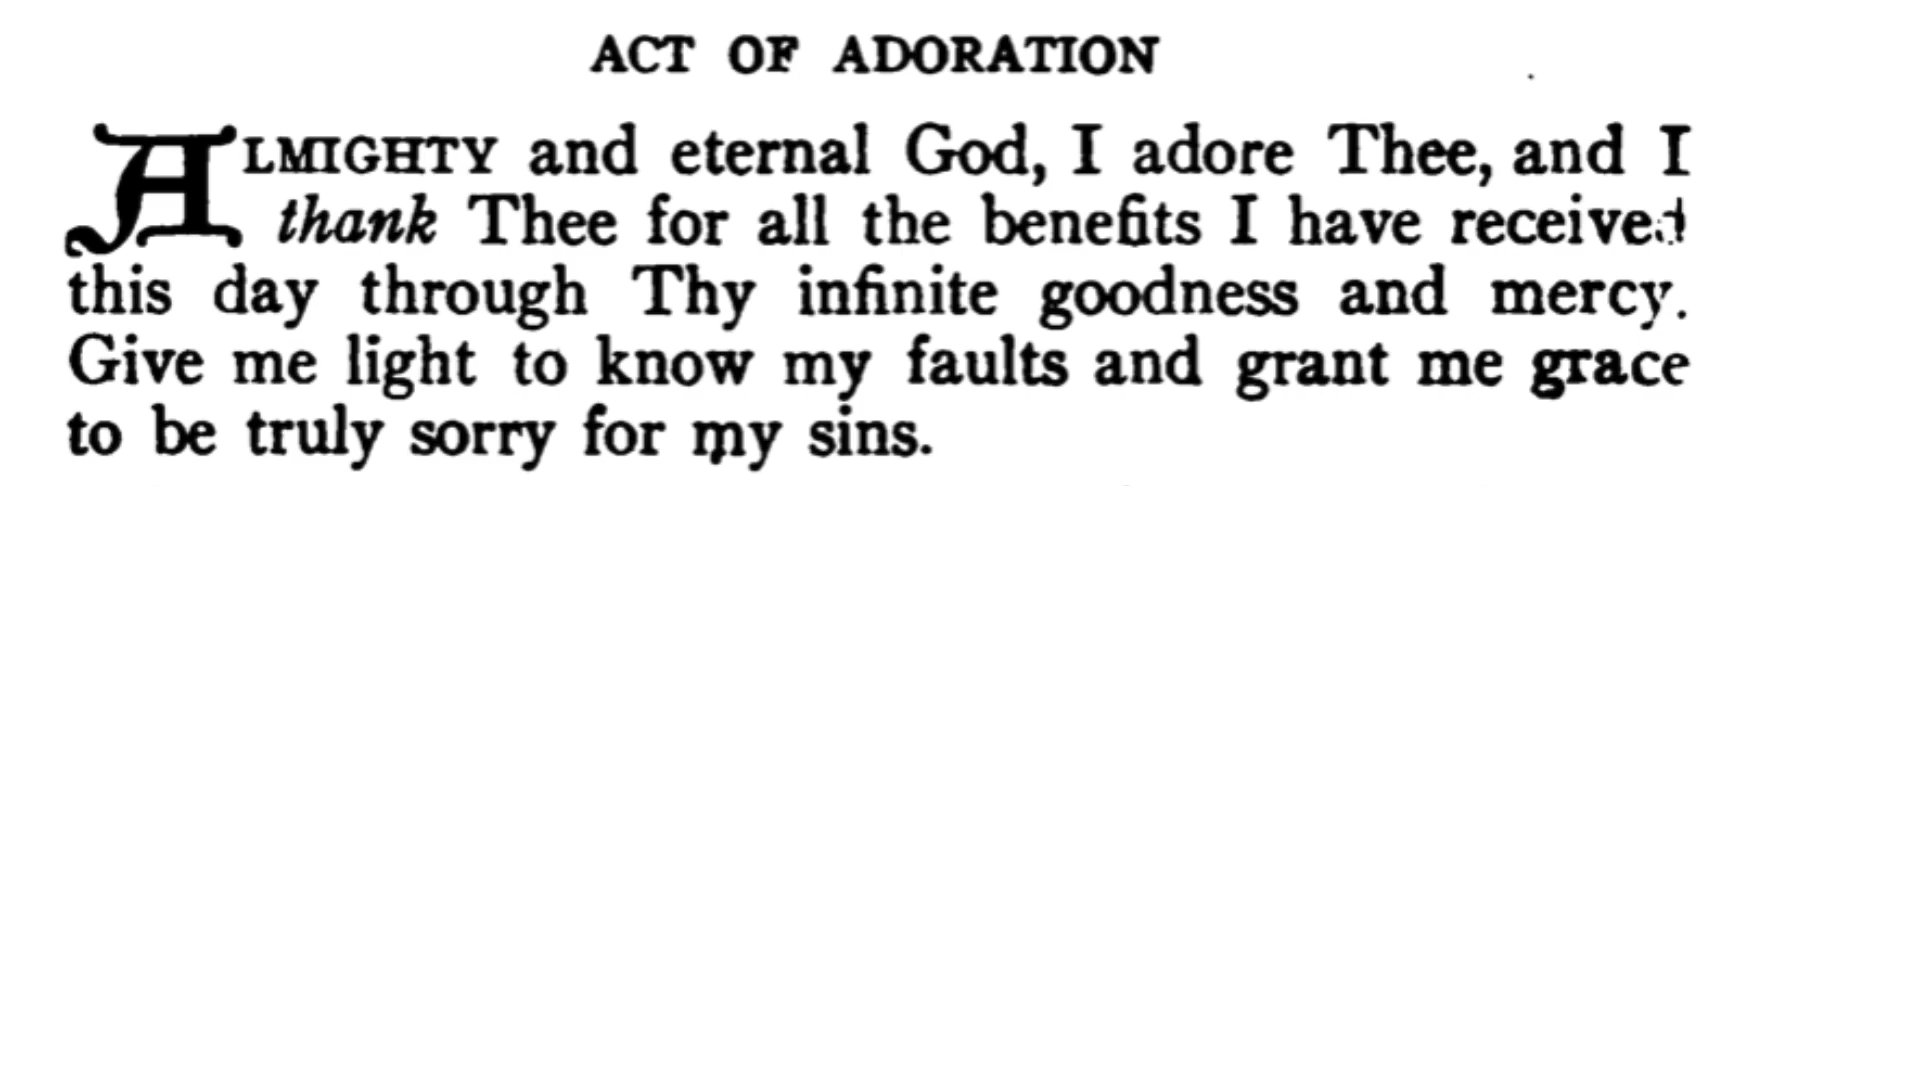 ACT OF ADORATION
ALMIGHTY and eternal God, I adore Thee, and I
thank Thee for all the benefits I have received
this day through Thy infinite goodness and mercy.
Give me light to know my faults and grant me grace
to be truly sorry for my sins.